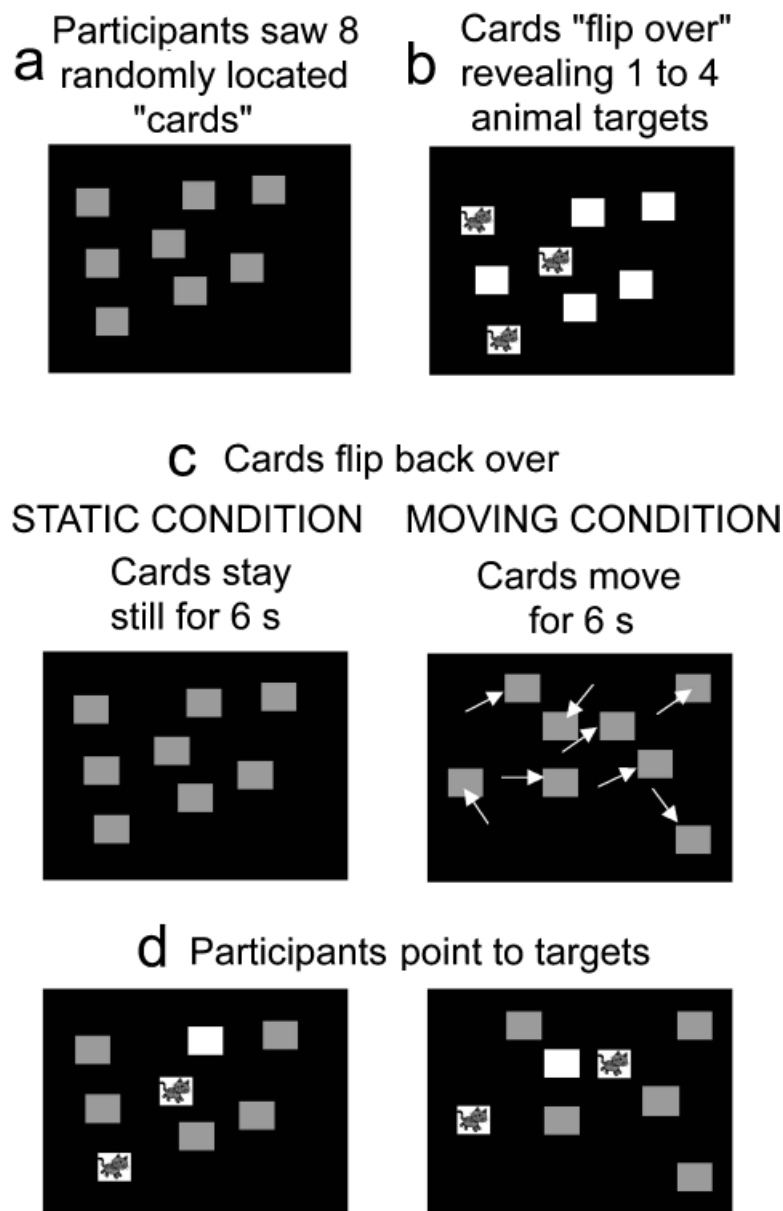 a Participants saw 8
randomly located
"cards"
b Cards "flip over"
revealing 1 to 4
animal targets
c Cards flip back over
STATIC CONDITION
Cards stay
still for 6 s
MOVING CONDITION
Cards move
for 6 s
d Participants point to targets